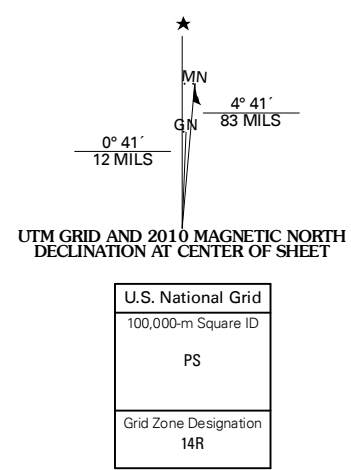 ★
MN
GN
4° 41´
83 MILS
0° 41´
12 MILS
UTM GRID AND 2010 MAGNETIC NORTH
DECLINATION AT CENTER OF SHEET
U.S. National Grid
100,000-m Square ID
PS
Grid Zone Designation
14R